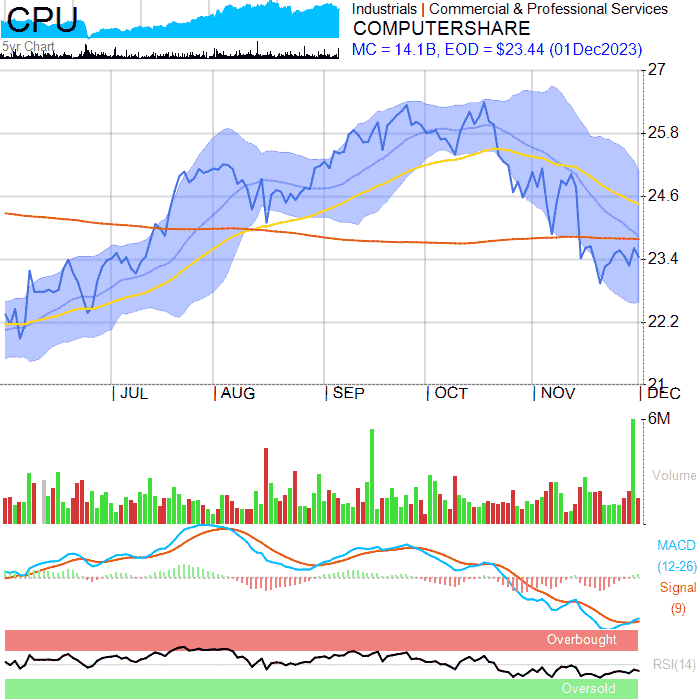 CPU
5yr Chart
Industrials | Commercial & Professional Services
COMPUTERSHARE
MC = 14.1B, EOD = $23.44 (01Dec2023)
27
25.8
24.6
23.4
22.2
21
JUL AUG SEP OCT NOV DEC
6M
Volume
MACD
(12-26)
Signal
(9)
Overbought
RSI(14)
Oversold